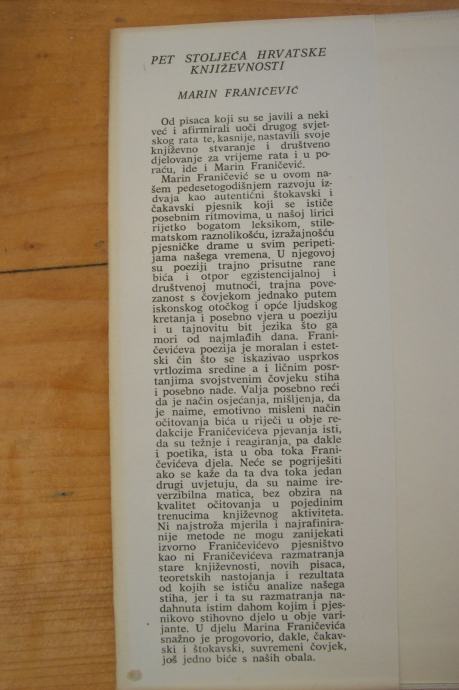 PET STOLJEĆA HRVATSKE
KNJIŽEVNOSTI
MARIN FRANIČEVIĆ
Od pisaca koji su se javili a neki
već i afirmirali uoči drugog svjet-
skog rata te, kasnije, nastavili svoje
književno stvaranje i društveno
djelovanje za vrijeme rata i u po-
raću, ide i Marin Franičević.
Marin Franičević se u ovom na-
šem pedesetogodišnjem razvoju iz-
dvaja kao autentični štokavski i
čakavski pjesnik koji se ističe
posebnim ritmovima, u našoj lirici
rijetko bogatom leksikom, stile-
matskom raznolikošću, izražajnošću
pjesničke drame u svim peripeti-
jama našega vremena. U njegovoj
su poeziji trajno prisutne rane
bića i otpor egzistencijalnoj i
društvenoj mutnoći, trajna pove-
zanost s čovjekom jednako putem
iskonskog otočkog i opće ljudskog
kretanja i posebno vjera u poeziju
i u tajnovitu bit jezika što ga
mori od najmlađih dana. Frani-
čevićeva poezija je moralan i estet-
ski čin što se iskazivao usprkos
vrtlozima sredine a i ličnim posr-
tanjima svojstvenim čovjeku stiha
i posebno nade. Valja posebno reći
da je način osjećanja, mišljenja, da
je naime, emotivno misleni način
očitovanja bića u riječi u obje re-
dakcije Franičevićeva pjevanja isti,
da su težnje i reagiranja, pa dakle
i poetika, ista u oba toka Frani-
čevićeva djela. Neće se pogriješiti
ako se kaže da ta dva toka jedan
drugi uvjetuju, da su naime ire-
verzibilna matica, bez obzira na
kvalitet očitovanja u pojedinim
trenucima književnog aktiviteta.
Ni najstroža mjerila i najrafinira-
nije metode ne mogu zanijekati
izvorno Franičevićevo pjesništvo
kao ni Franičevićeva razmatranja
stare književnosti, novih pisaca,
teoretskih nastojanja i rezultata
od kojih se ističu analize našega
stiha, jer i ta su razmatranja na-
dahnuta istim dahom kojim i pjes-
nikovo stihovno djelo u obje vari-
jante. U djelu Marina Franičevića
snažno je progovorio, dakle, čakav-
ski i štokavski, suvremeni čovjek,
još jedno biće s naših obala.